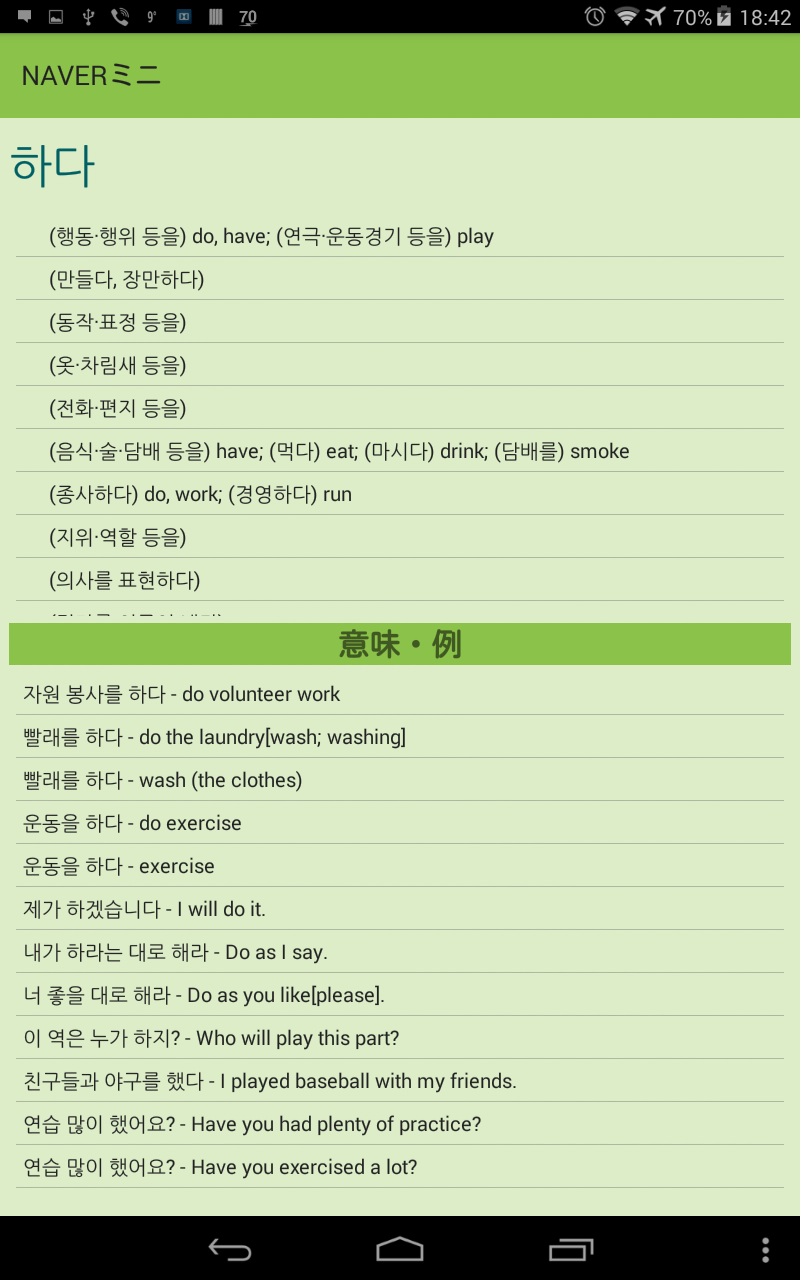 9°
70
70%
18:42
NAVERミニ
하다
(행동·행위 등을) do, have; (연극·운동경기 등을) play
(만들다, 장만하다)
(동작·표정 등을)
(옷·차림새 등을)
(전화·편지 등을)
(음식·술·담배 등을) have; (먹다) eat; (마시다) drink; (담배를) smoke
(종사하다) do, work; (경영하다) run
(지위·역할 등을)
(의사를 표현하다)
意味・例
자원 봉사를 하다 - do volunteer work
빨래를 하다 - do the laundry[wash; washing]
빨래를 하다 - wash (the clothes)
운동을 하다 - do exercise
운동을 하다 - exercise
제가 하겠습니다 - I will do it.
내가 하라는 대로 해라 - Do as I say.
너 좋을 대로 해라 - Do as you like[please].
이 역은 누가 하지? - Who will play this part?
친구들과 야구를 했다 - I played baseball with my friends.
연습 많이 했어요? - Have you had plenty of practice?
연습 많이 했어요? - Have you exercised a lot?